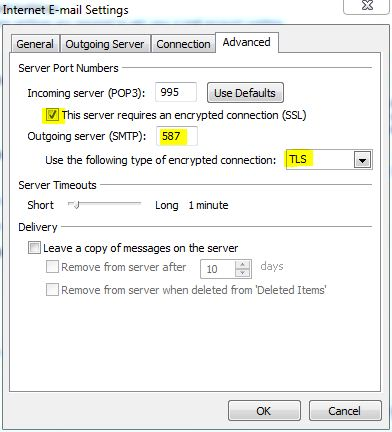 Internet E-mail Settings
General Outgoing Server Connection Advanced
Server Port Numbers
Incoming server (POP3): 995 Use Defaults
This server requires an encrypted connection (SSL)
Outgoing server (SMTP): 587
Use the following type of encrypted connection: TLS
Server Timeouts
Short Long 1 minute
Delivery
Leave a copy of messages on the server
Remove from server after 10 days
Remove from server when deleted from 'Deleted Items'
OK Cancel